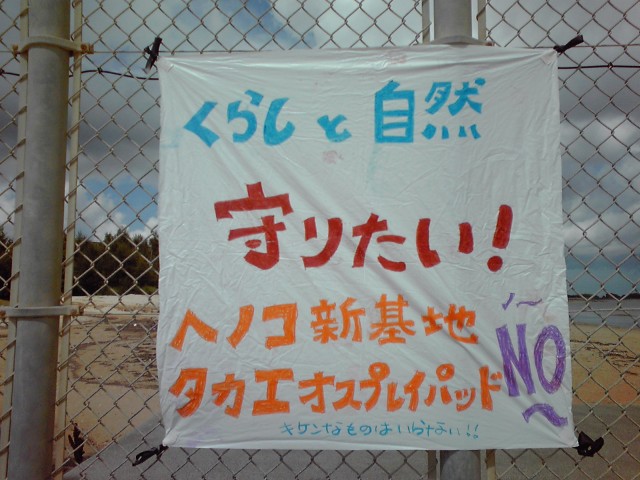 くらしと自然
守りたい!
ヘノコ新基地
タカエオスプレイパッド
NO
キケンなものはいらない!!